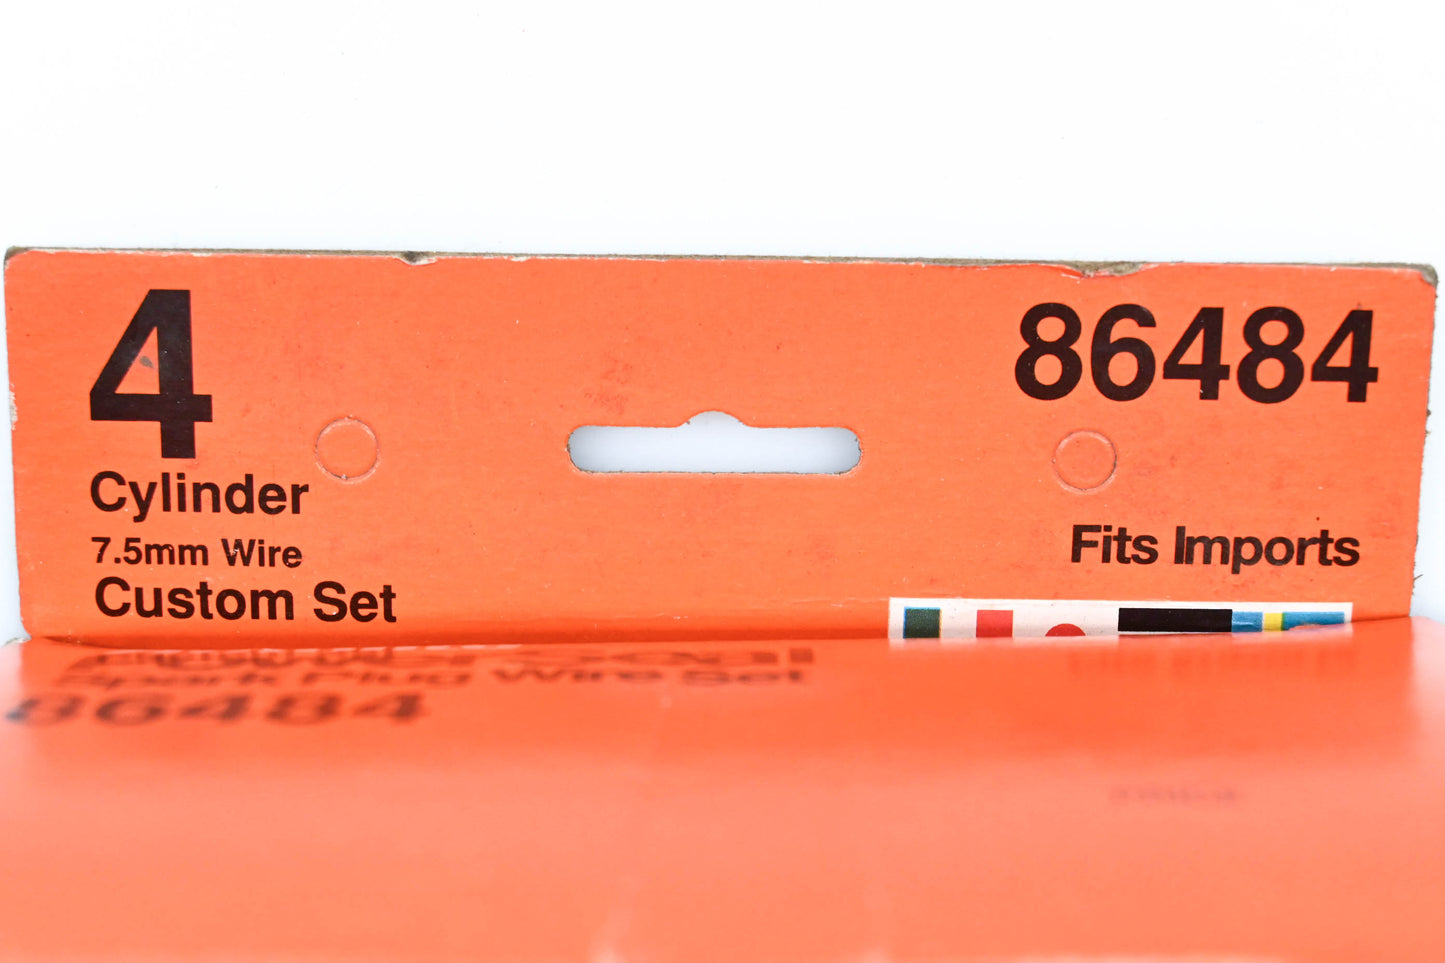 4
Cylinder
7.5mm Wire
Custom Set
86484
Fits Imports
Spark Plug Wire Set
86484